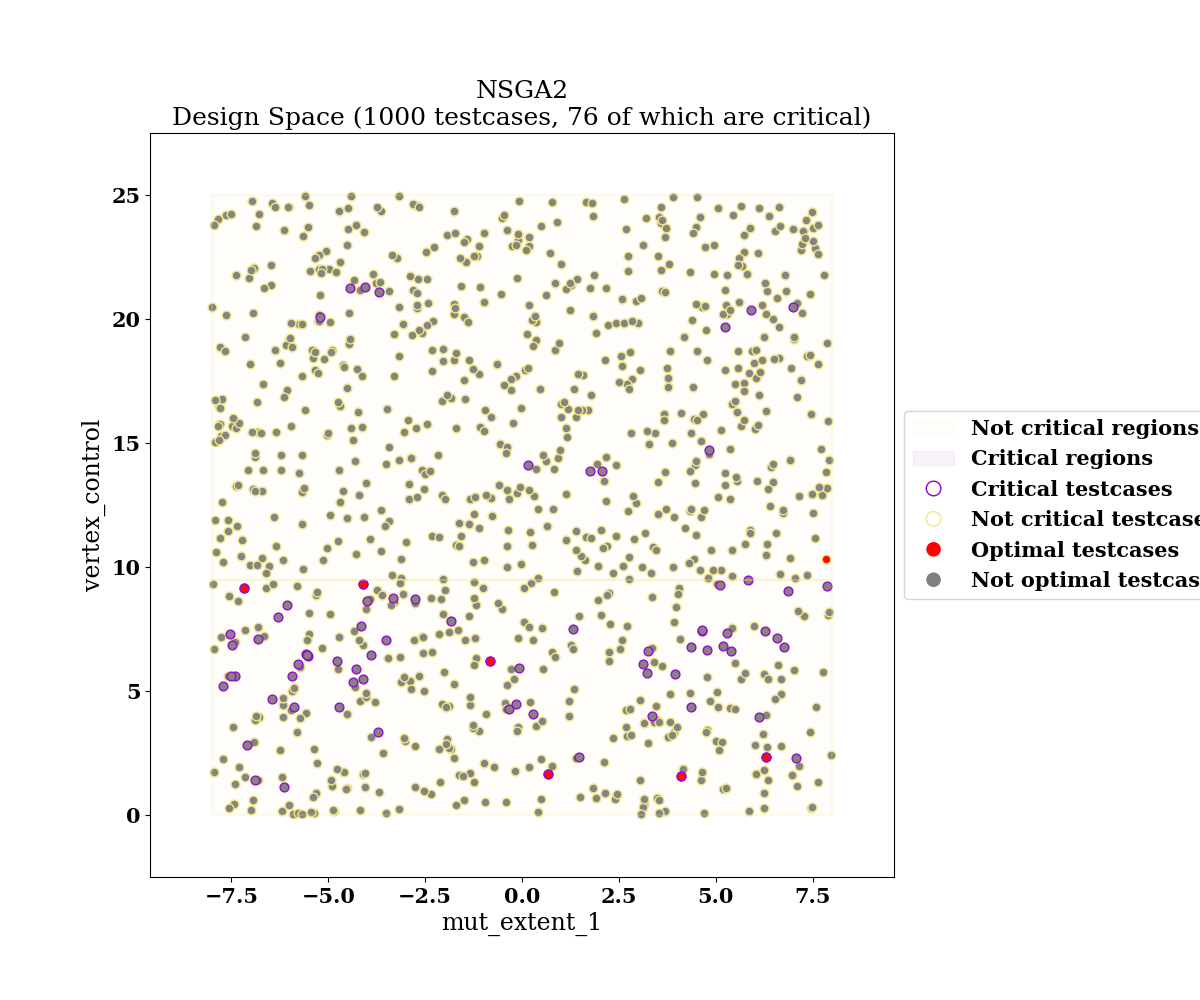 NSGA2
Design Space (1000 testcases, 76 of which are critical)
25
20
15
10
5
0
vertex_control
−7.5 −5.0 −2.5 0.0 2.5 5.0 7.5
mut_extent_1
Not critical regions
Critical regions
Critical testcases
Not critical testcase
Optimal testcases
Not optimal testcas